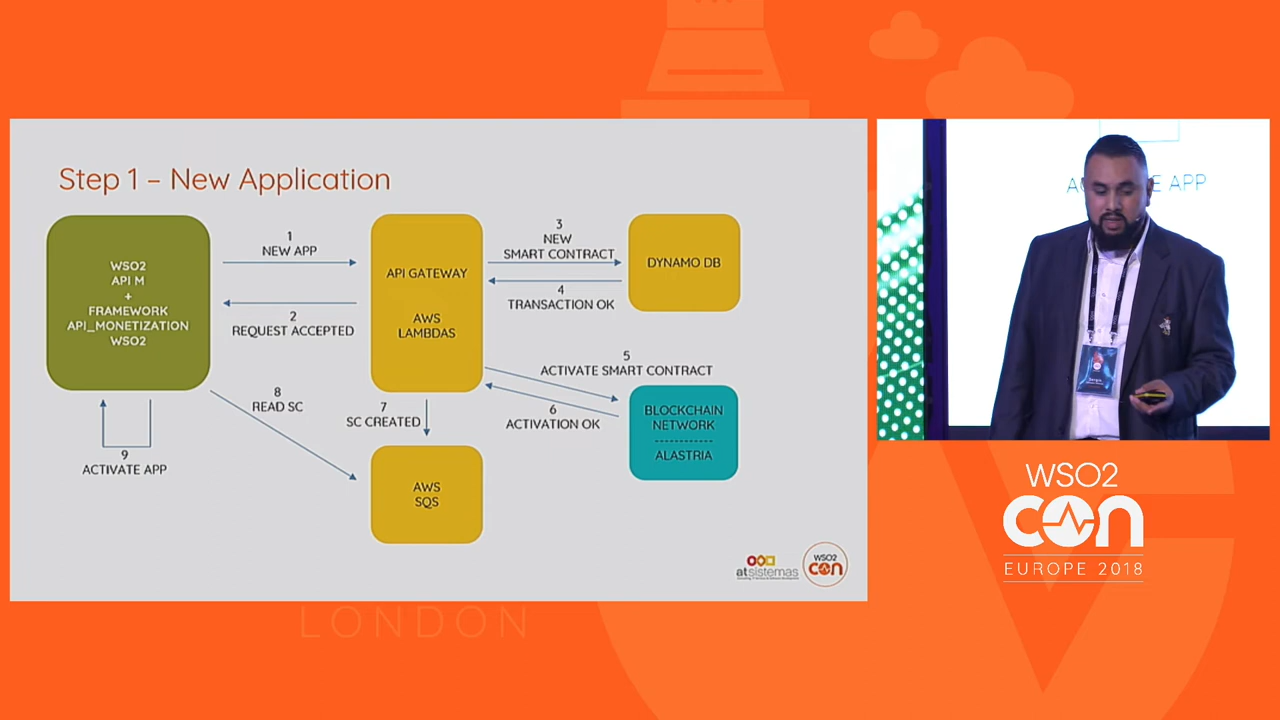 Step 1 – New Application
WSO2
API M
+
FRAMEWORK
API_MONETIZATION
WSO2
1
NEW APP
2
REQUEST ACCEPTED
API GATEWAY
AWS
LAMBDAS
3
NEW
SMART CONTRACT
4
TRANSACTION OK
DYNAMO DB
5
ACTIVATE SMART CONTRACT
6
ACTIVATION OK
BLOCKCHAIN
NETWORK
------------
ALASTRIA
7
SC CREATED
8
READ SC
9
ACTIVATE APP
AWS
SQS
atsistemas
WSO2
CON
E APP
WSO2
CON
EUROPE 2018
LONDON